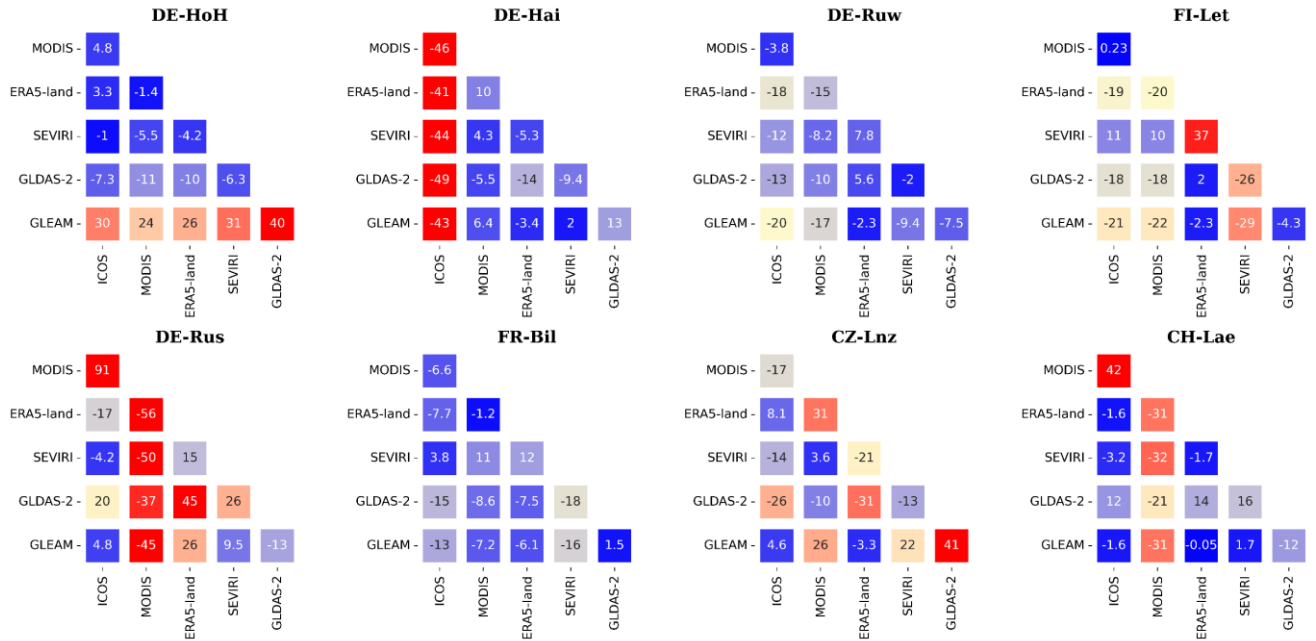 DE-HoH DE-Hai DE-Ruw FI-Let
MODIS - 4.8 -46 MODIS - -3.8 MODIS - 0.23
ERA5-land - 3.3 -1.4 -41 10 ERA5-land - -18 -15 ERA5-land - -19 -20
SEVIRI - -1 -5.5 -4.2 SEVIRI - -44 4.3 -5.3 SEVIRI - -12 -8.2 7.8 SEVIRI - 11 10 37
GLDAS-2 - -7.3 -11 -10 -6.3 GLDAS-2 - -49 -5.5 -14 -9.4 GLDAS-2 - -13 -10 5.6 -2 GLDAS-2 - -18 -18 2 -26
GLEAM - 30 24 26 31 40 GLEAM - -43 6.4 -3.4 2 13 GLEAM - -20 -17 -2.3 -9.4 -7.5 GLEAM - -21 -22 -2.3 -29 -4.3
ICOS - MODIS - ERA5-land - SEVIRI - GLDAS-2 - ICOS - MODIS - ERA5-land - SEVIRI - GLDAS-2 - ICOS - MODIS - ERA5-land - SEVIRI - GLDAS-2 - ICOS - MODIS - ERA5-land - SEVIRI - GLDAS-2 -
DE-Rus FR-Bil CZ-Lnz CH-Lae
MODIS - 91 MODIS - -6.6 MODIS - -17 MODIS - 42
ERA5-land - -17 -56 ERA5-land - -7.7 -1.2 ERA5-land - 8.1 31 ERA5-land - -1.6 -31
SEVIRI - -4.2 -50 15 SEVIRI - 3.8 11 12 SEVIRI - -14 3.6 -21 SEVIRI - -3.2 -32 -1.7
GLDAS-2 - 20 -37 45 26 GLDAS-2 - -15 -8.6 -7.5 -18 GLDAS-2 - -26 -10 -31 -13 GLDAS-2 - 12 -21 14 16
GLEAM - 4.8 -45 26 9.5 -13 GLEAM - -13 -7.2 -6.1 -16 1.5 GLEAM - 4.6 26 -3.3 22 41 GLEAM - -1.6 -31 -0.05 1.7 -12
ICOS - MODIS - ERA5-land - SEVIRI - GLDAS-2 - ICOS - MODIS - ERA5-land - SEVIRI - GLDAS-2 - ICOS - MODIS - ERA5-land - SEVIRI - GLDAS-2 - ICOS - MODIS - ERA5-land - SEVIRI - GLDAS-2 -